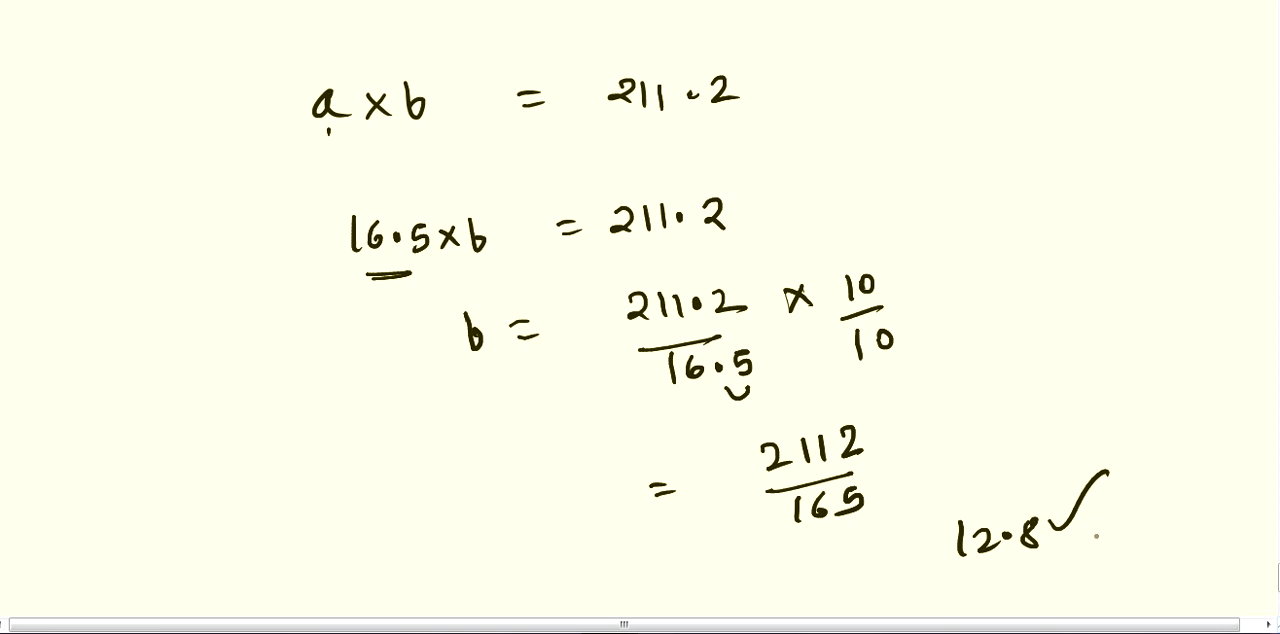 a × b = 211.2
16.5 × b = 211.2
b = 211.2/16.5 × 10/10
= 2112/165
12.8 ✓